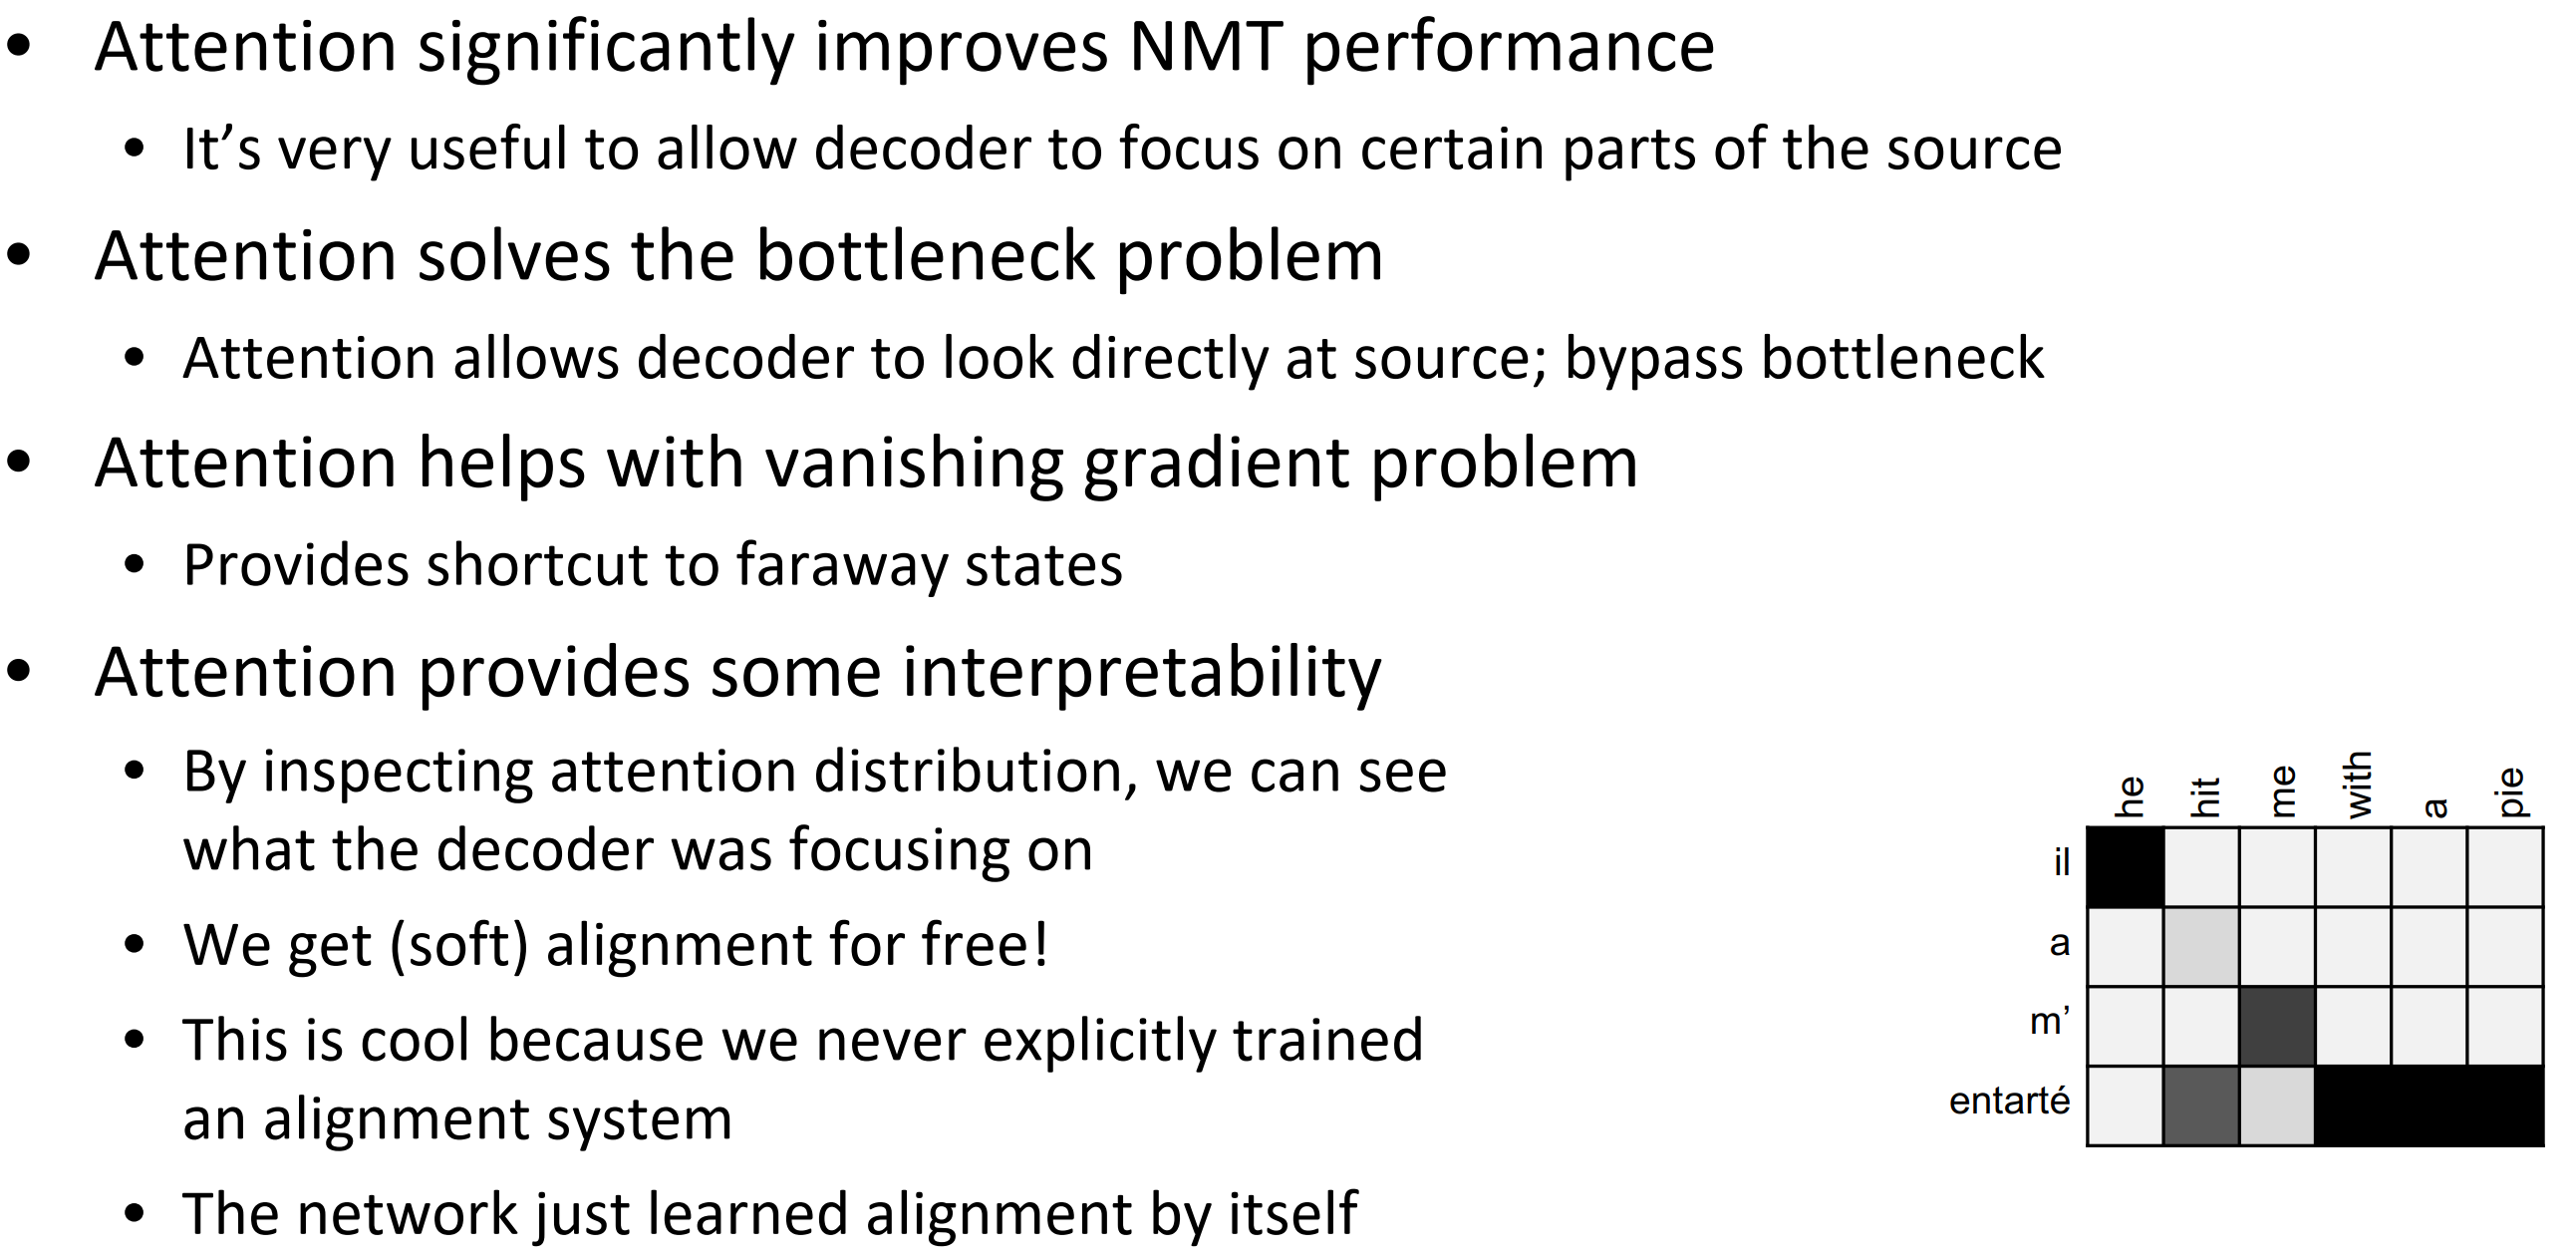 • Attention significantly improves NMT performance
• It’s very useful to allow decoder to focus on certain parts of the source
• Attention solves the bottleneck problem
• Attention allows decoder to look directly at source; bypass bottleneck
• Attention helps with vanishing gradient problem
• Provides shortcut to faraway states
• Attention provides some interpretability
• By inspecting attention distribution, we can see
what the decoder was focusing on
• We get (soft) alignment for free!
• This is cool because we never explicitly trained
an alignment system
• The network just learned alignment by itself
he hit me with a pie
il
a
m’
entarté